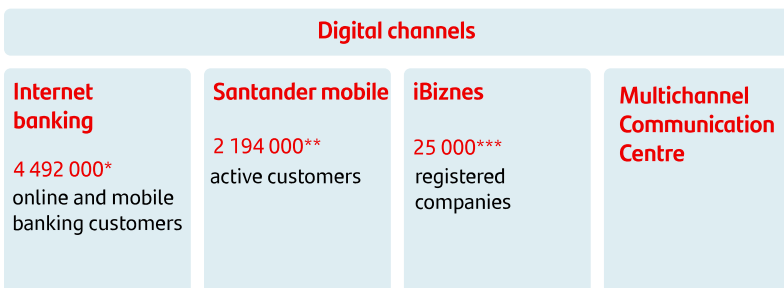 Digital channels
Internet
banking
4 492 000*
online and mobile
banking customers
Santander mobile
2 194 000**
active customers
iBiznes
25 000***
registered
companies
Multichannel
Communication
Centre